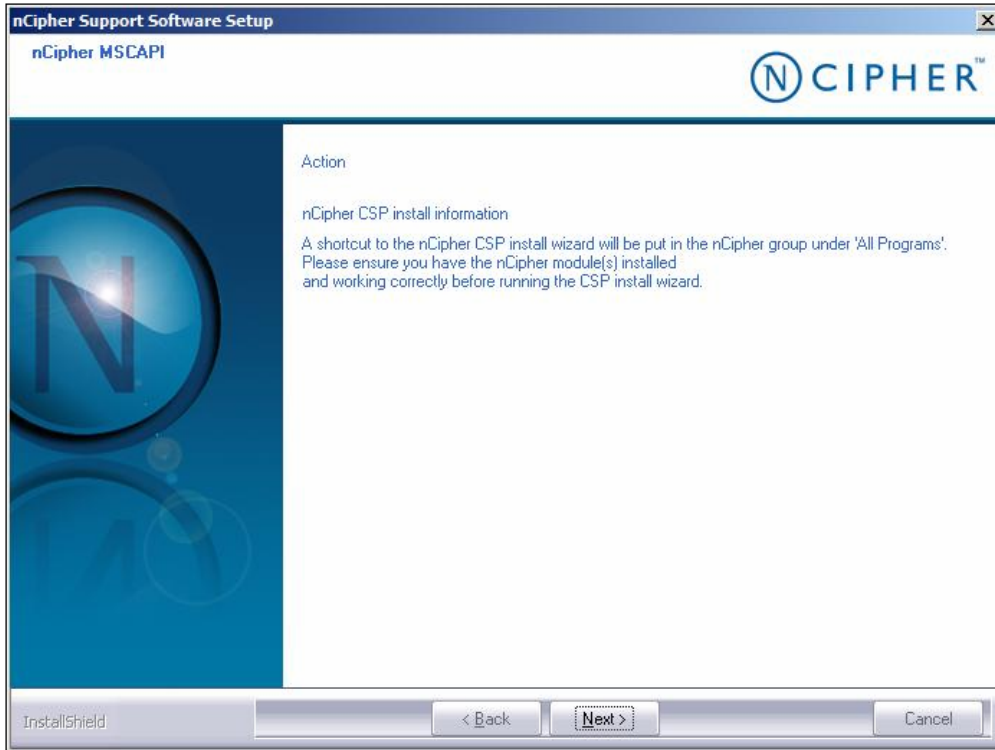 nCipher Support Software Setup
nCipher MSCAPI
N CIPHER™
Action
nCipher CSP install information
A shortcut to the nCipher CSP install wizard will be put in the nCipher group under 'All Programs'.
Please ensure you have the nCipher module(s) installed
and working correctly before running the CSP install wizard.
N
InstallShield
< Back
Next >
Cancel